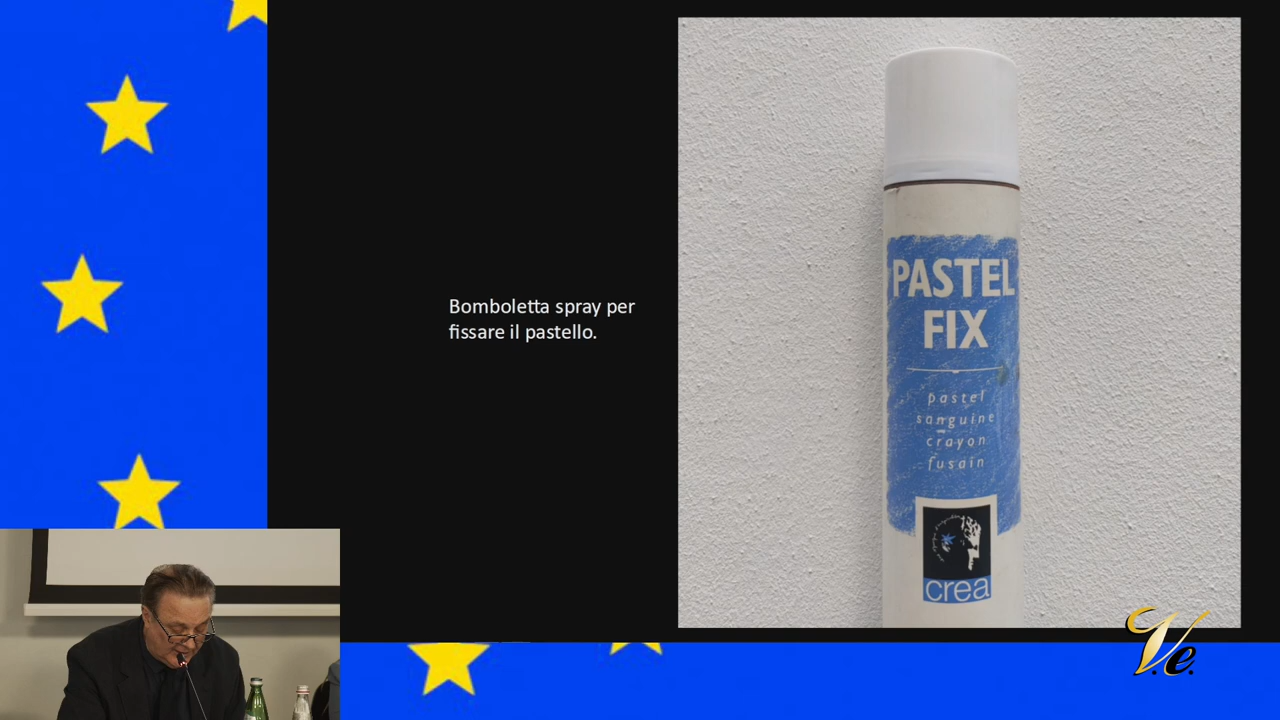 Bomboletta spray per
fissare il pastello.
PASTEL
FIX
pastel
sanguine
crayon
fusain
crea
V.e.